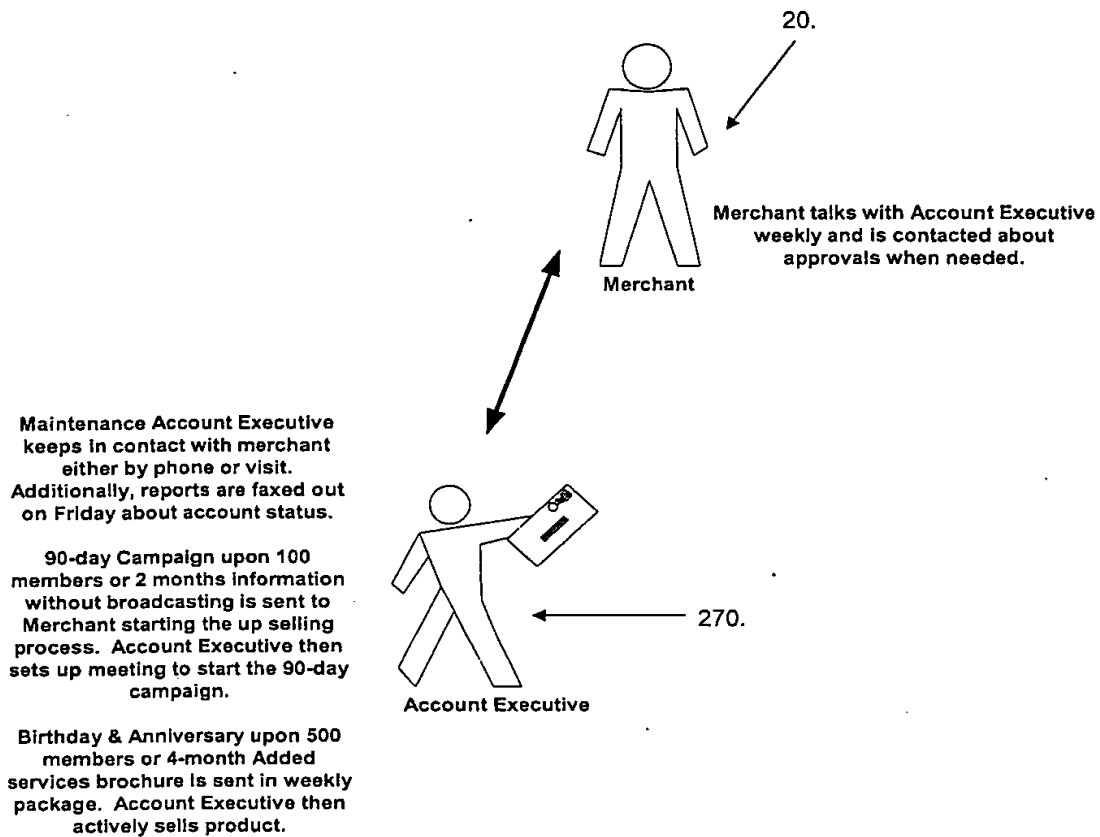 20.
Merchant talks with Account Executive
weekly and is contacted about
approvals when needed.
Merchant
Maintenance Account Executive
keeps in contact with merchant
either by phone or visit.
Additionally, reports are faxed out
on Friday about account status.
90-day Campaign upon 100
members or 2 months information
without broadcasting is sent to
Merchant starting the up selling
process. Account Executive then
sets up meeting to start the 90-day
campaign.
270.
Account Executive
Birthday & Anniversary upon 500
members or 4-month Added
services brochure is sent in weekly
package. Account Executive then
actively sells product.